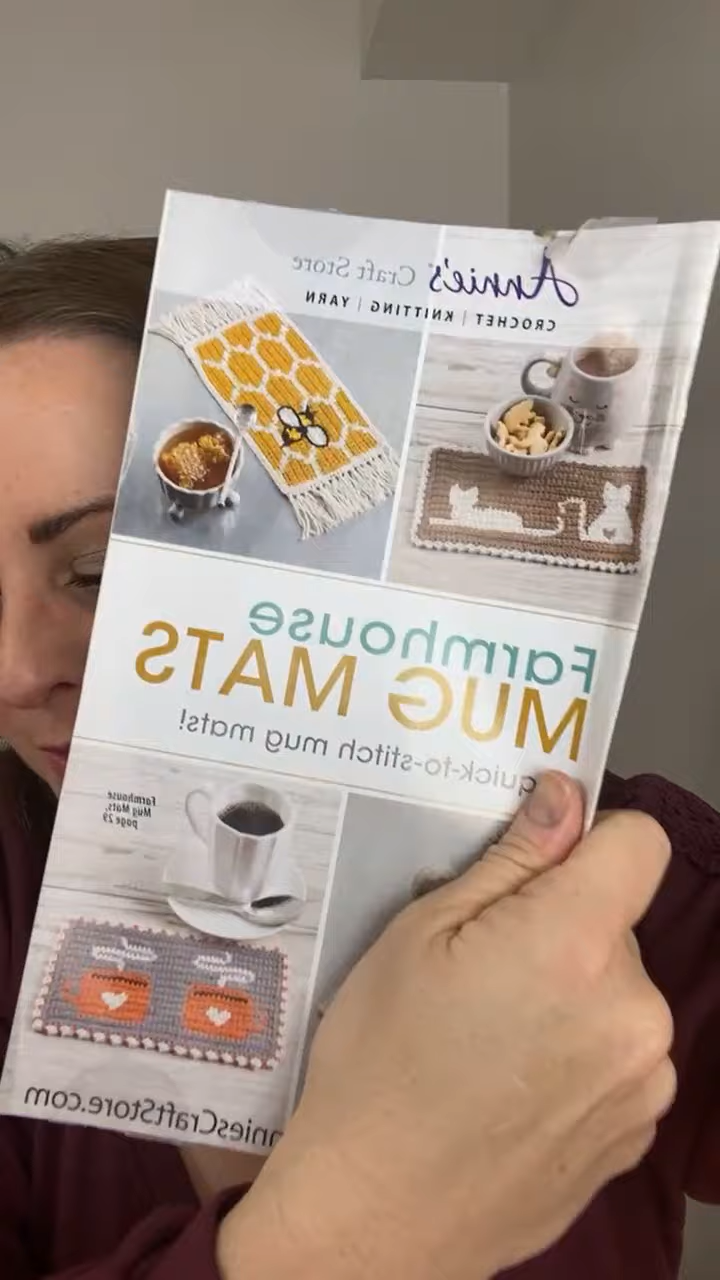 Annie's Craft Store
CROCHET | KNITTING | YARN
Farmhouse
MUG MATS
quick-to-stitch mug mats!
Farmhouse
Mug Mats,
page 29
nniesCraftStore.com